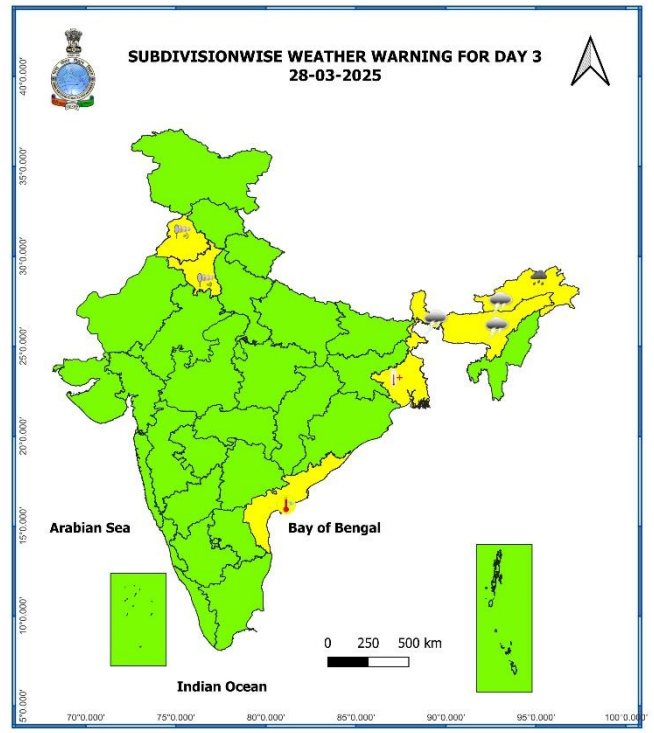 SUBDIVISIONWISE WEATHER WARNING FOR DAY 3
28-03-2025
40°0.000'
35°0.000'
30°0.000'
25°0.000'
20°0.000'
15°0.000'
10°0.000'
5°0.000'
Arabian Sea
Bay of Bengal
0 250 500 km
Indian Ocean
70°0.000' 75°0.000' 80°0.000' 85°0.000' 90°0.000' 95°0.000' 100°0.000'